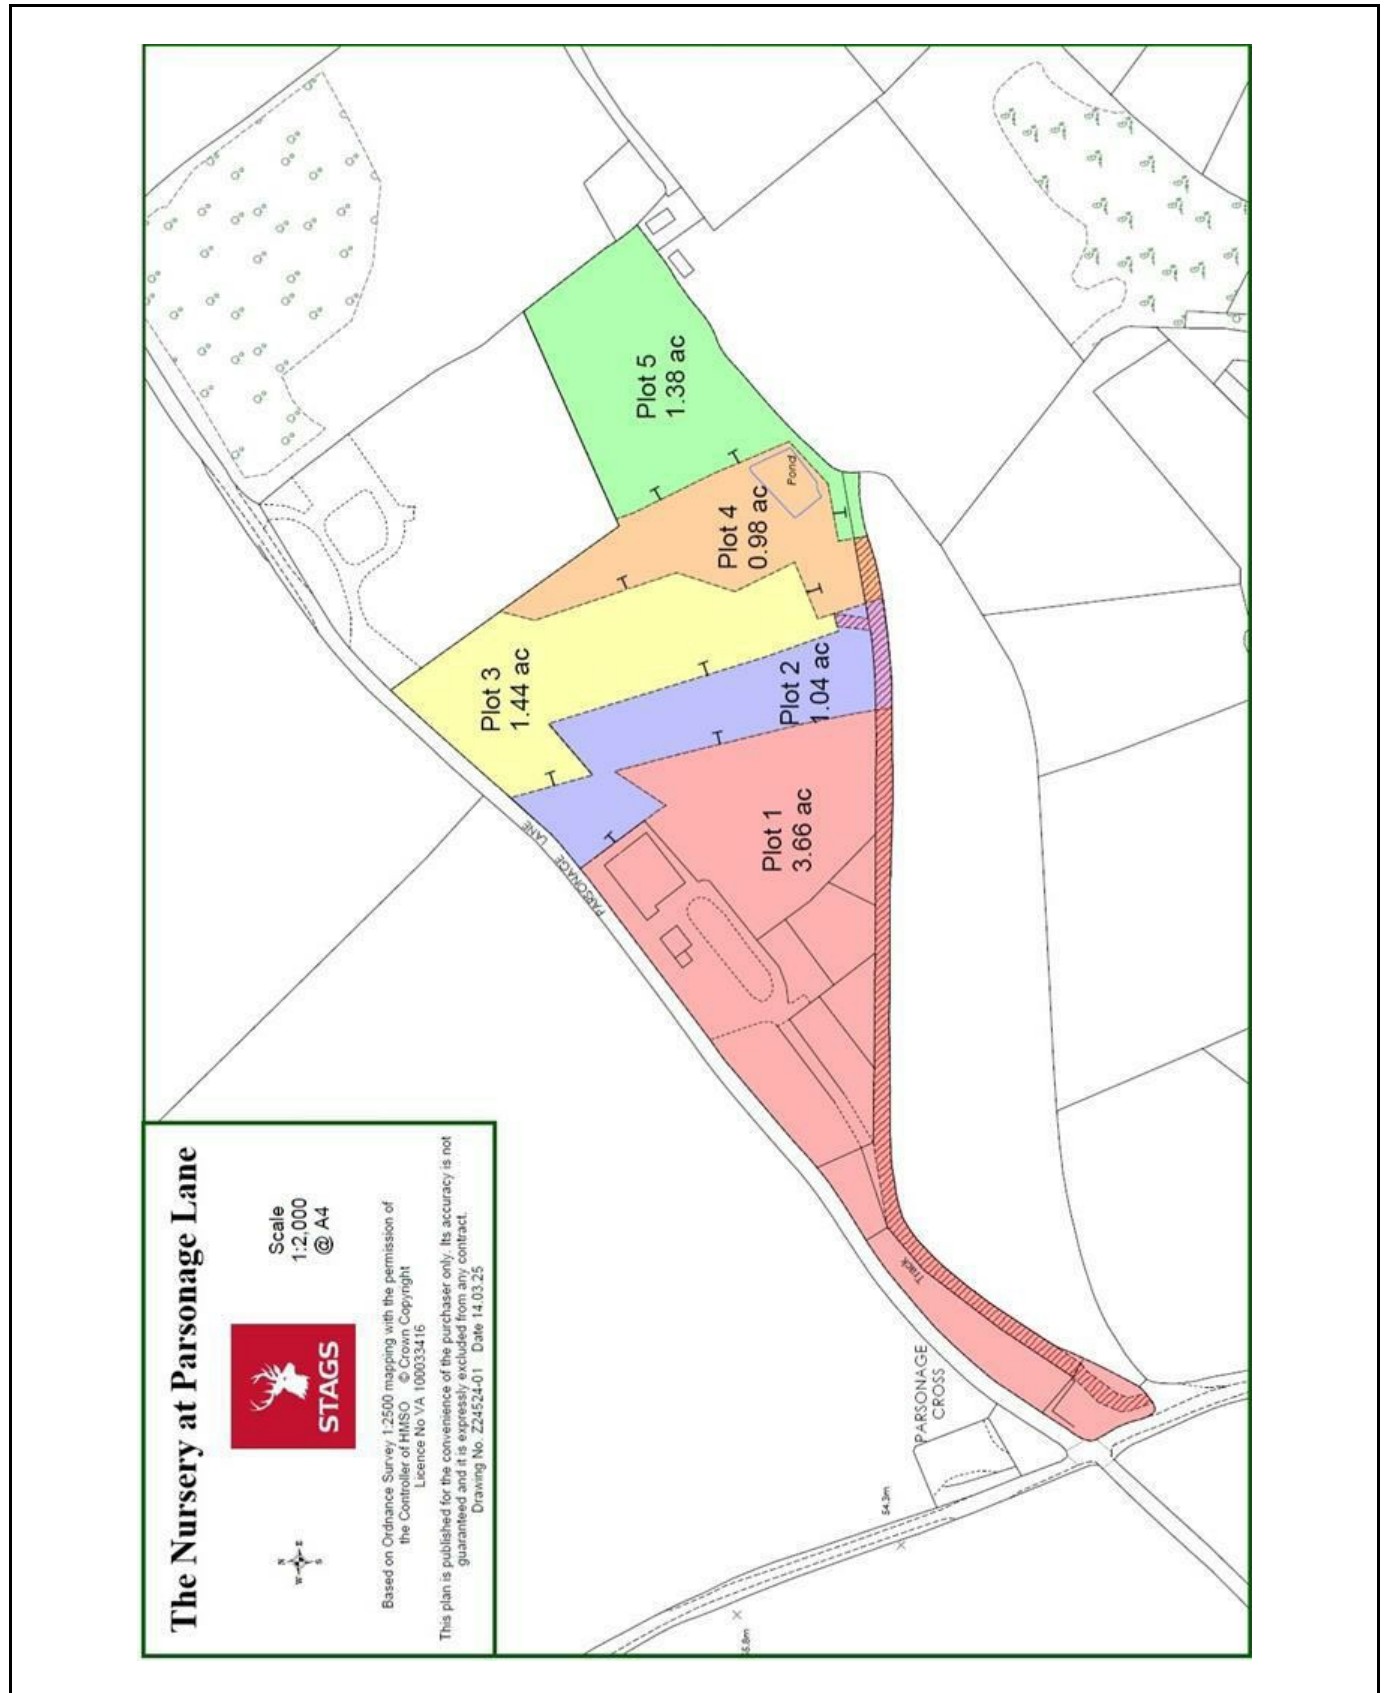 The Nursery at Parsonage Lane
N
W E
S
STAGS
Scale
1:2,000
@ A4
Based on Ordnance Survey 1:2500 mapping with the permission of
the Controller of HMSO © Crown Copyright
Licence No VA 100033416
This plan is published for the convenience of the purchaser only. Its accuracy is not
guaranteed and it is expressly excluded from any contract.
Drawing No. Z24524-01 Date 14.03.25
PARSONAGE LANE
Plot 3
1.44 ac
Plot 5
1.38 ac
Plot 4
0.98 ac
Pond
Plot 2
1.04 ac
Plot 1
3.66 ac
Track
PARSONAGE
CROSS
54.3m